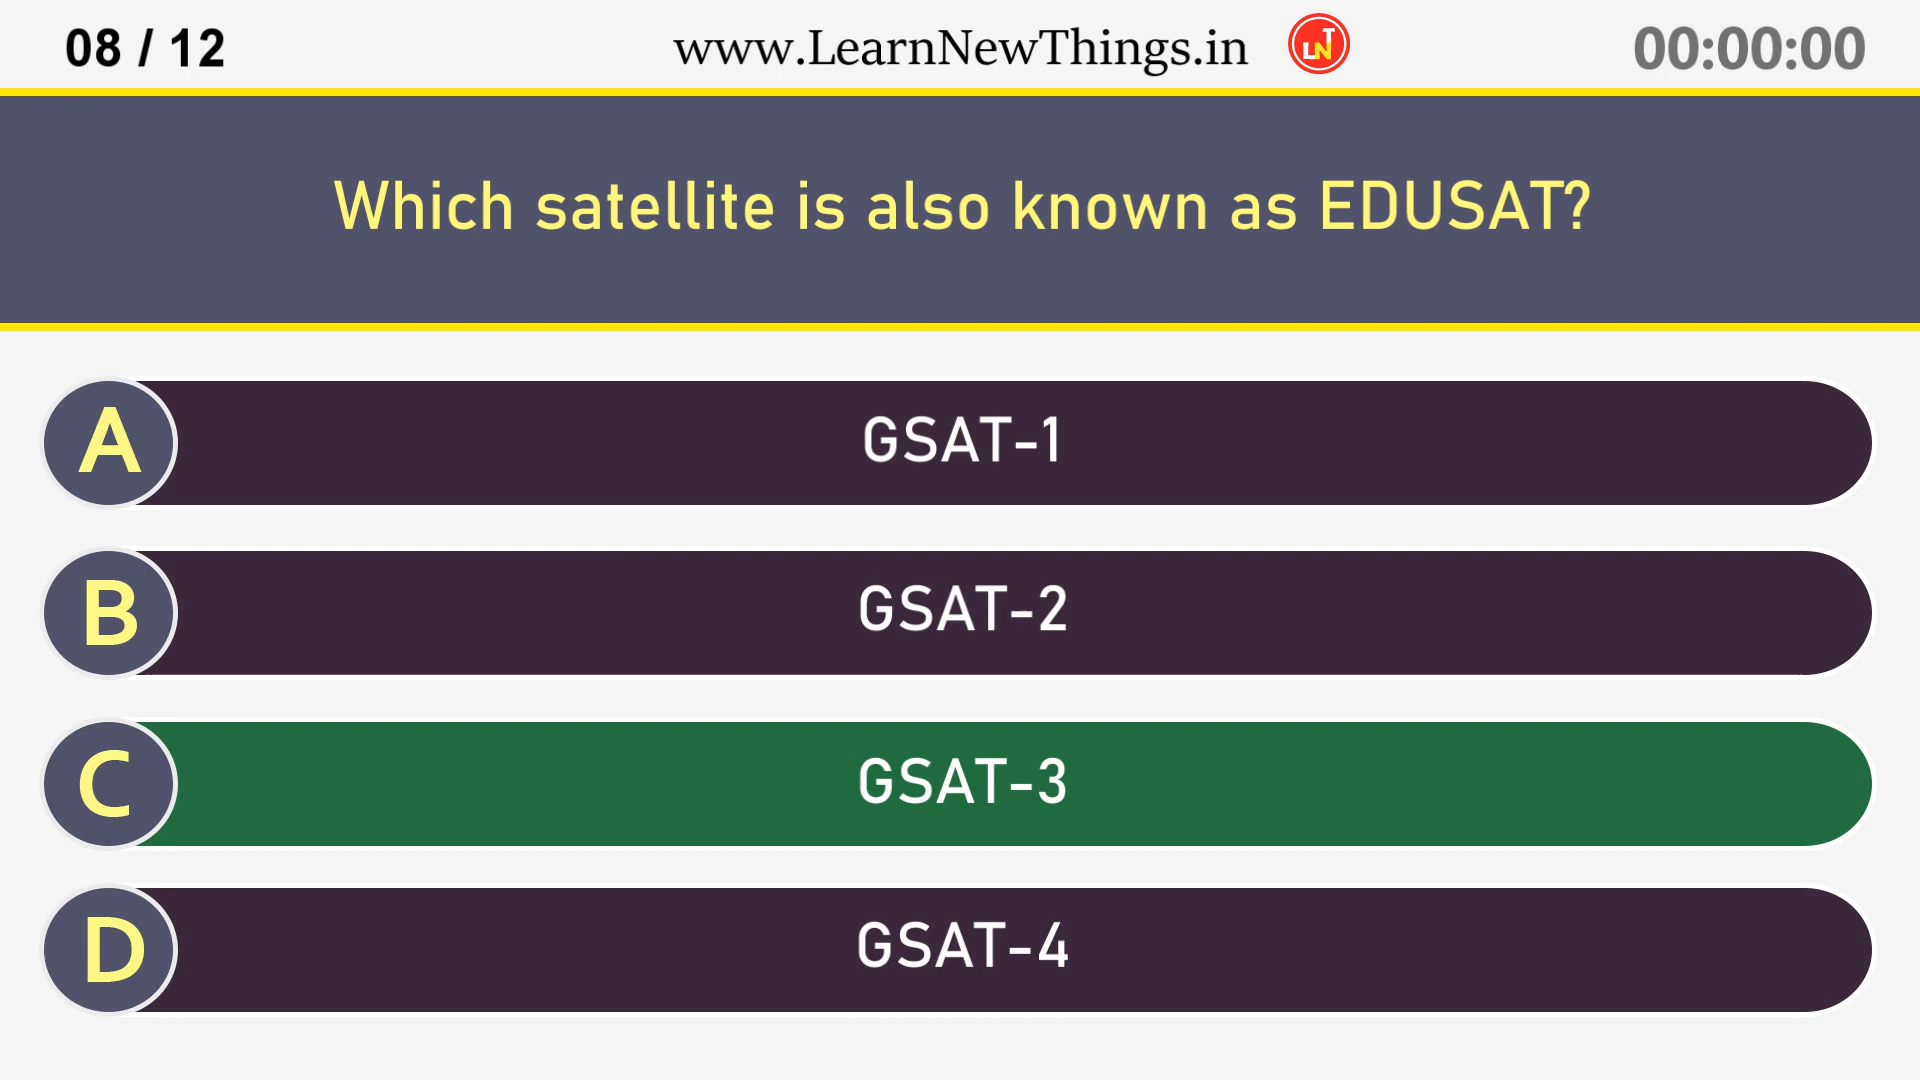 08 / 12
www.LearnNewThings.in
LNT
00:00:00
Which satellite is also known as EDUSAT?
A
GSAT-1
B
GSAT-2
C
GSAT-3
D
GSAT-4